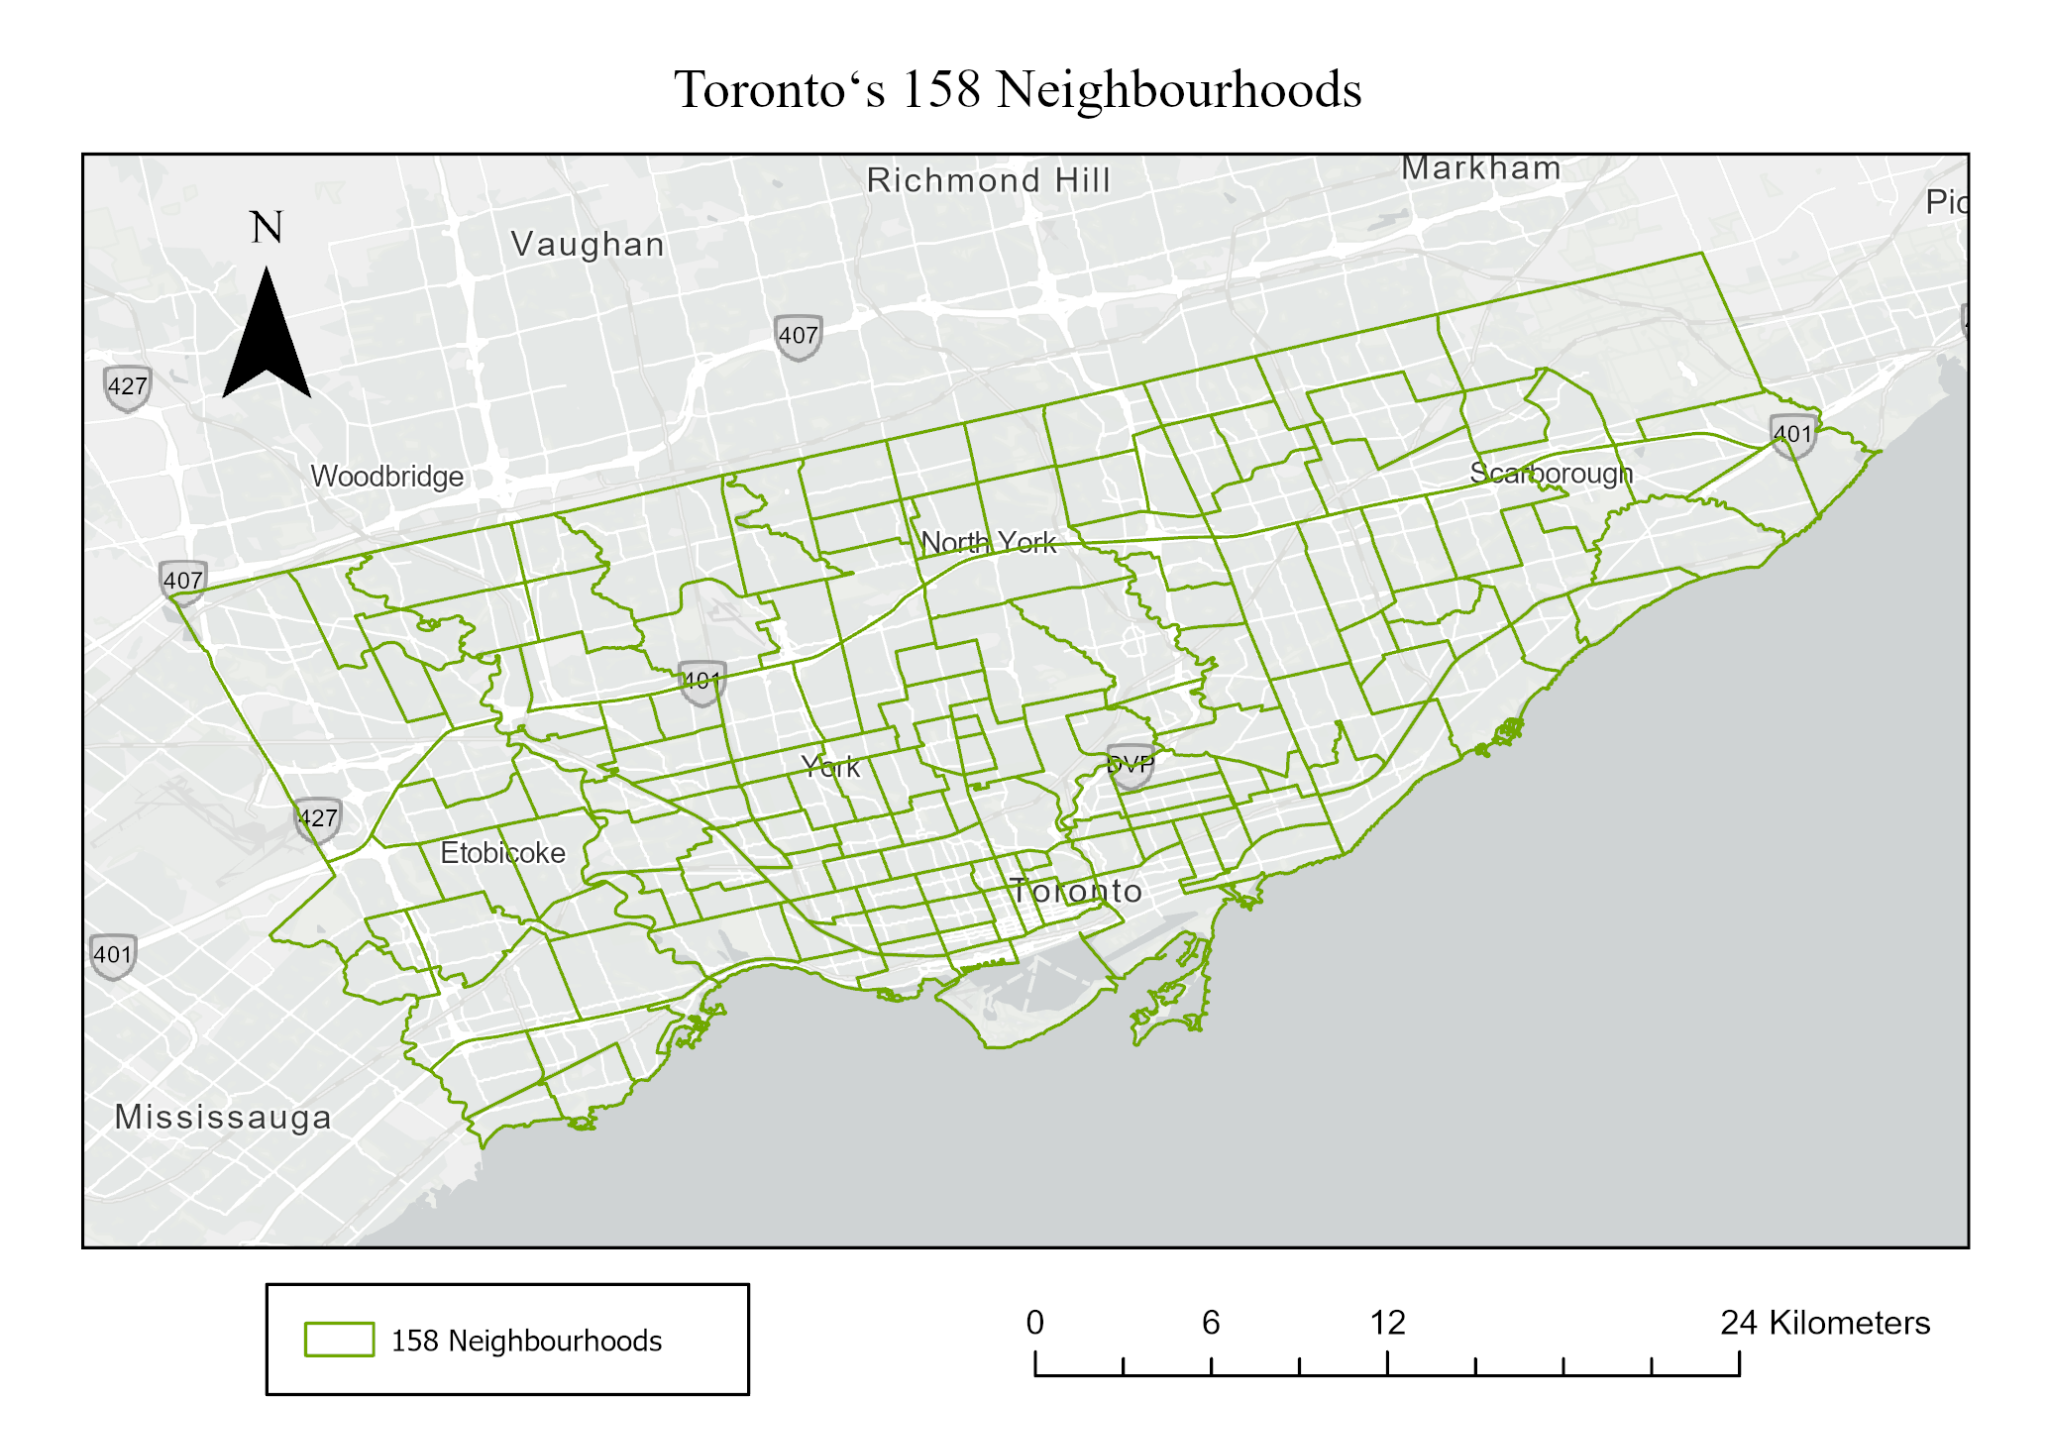 Toronto‘s 158 Neighbourhoods
Richmond Hill
Markham
Pic
N
Vaughan
407
427
401
Woodbridge
Scarborough
North York
407
401
York
DVP
427
Etobicoke
Toronto
401
Mississauga
158 Neighbourhoods
0 6 12 24 Kilometers